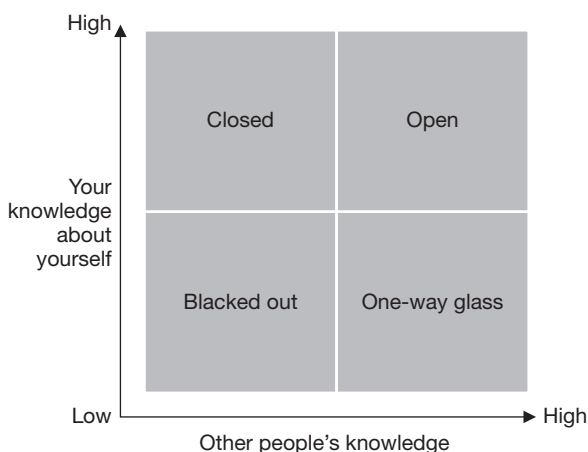 High
Closed
Open
Your
knowledge
about
yourself
Blacked out
One-way glass
Low
High
Other people’s knowledge